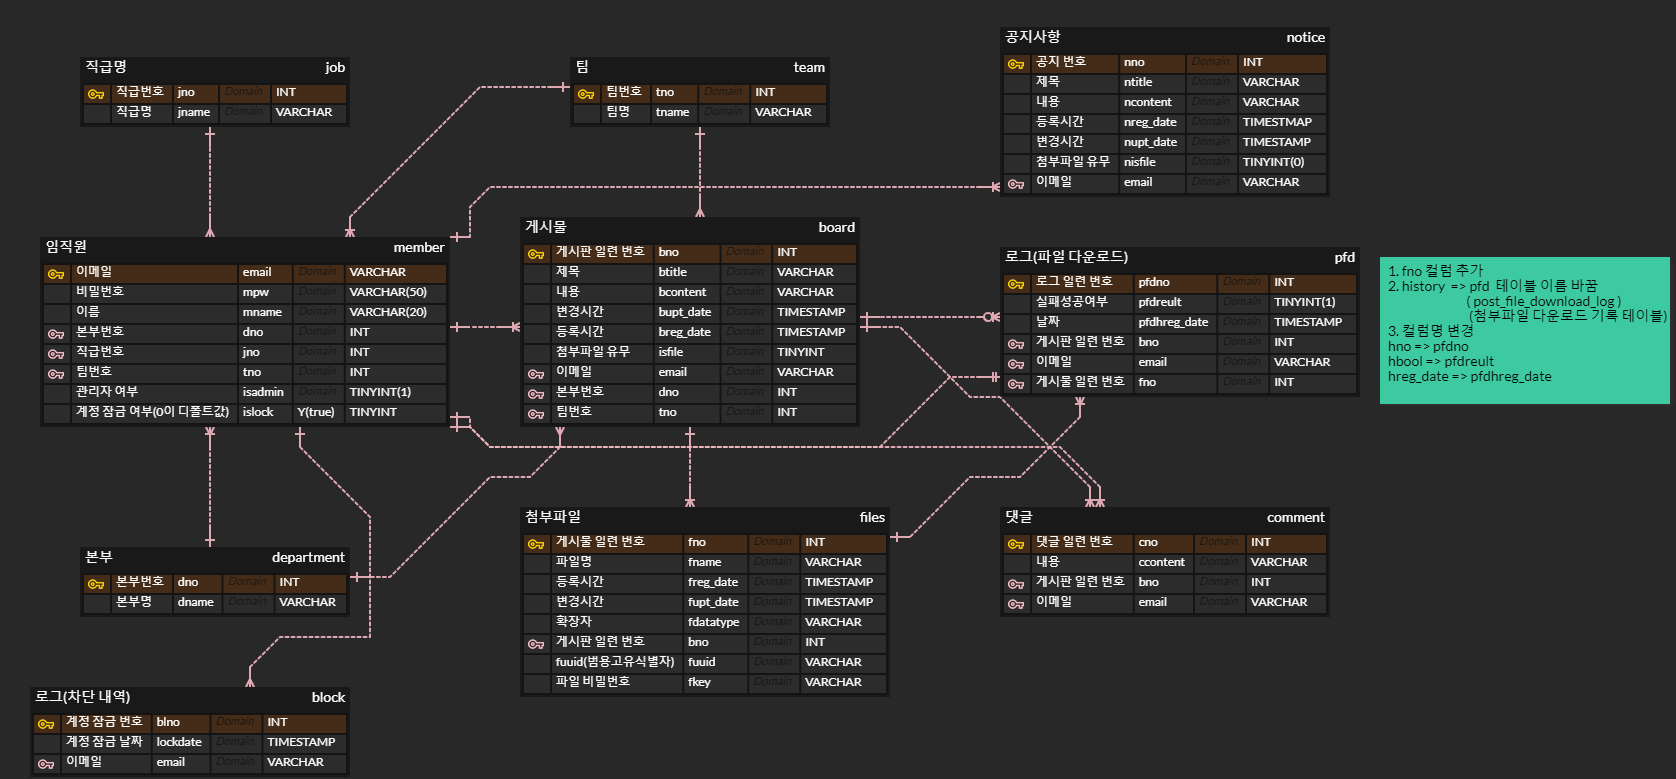 직급명 job
직급번호 jno Domain INT
직급명 jname Domain VARCHAR
팀 team
팀번호 tno Domain INT
팀명 tname Domain VARCHAR
공지사항 notice
공지 번호 nno Domain INT
제목 ntitle Domain VARCHAR
내용 ncontent Domain VARCHAR
등록시간 nreg_date Domain TIMESTMAP
변경시간 nupt_date Domain TIMESTAMP
첨부파일 유무 nisfile Domain TINYINT(0)
이메일 email Domain VARCHAR
임직원 member
이메일 email Domain VARCHAR
비밀번호 mpw Domain VARCHAR(50)
이름 mname Domain VARCHAR(20)
본부번호 dno Domain INT
직급번호 jno Domain INT
팀번호 tno Domain INT
관리자 여부 isadmin Domain TINYINT(1)
계정 잠금 여부(0이 디폴트값) islock Y(true) TINYINT
게시물 board
게시판 일련 번호 bno Domain INT
제목 btitle Domain VARCHAR
내용 bcontent Domain VARCHAR
변경시간 bupt_date Domain TIMESTAMP
등록시간 breg_date Domain TIMESTAMP
첨부파일 유무 isfile Domain TINYINT
이메일 email Domain VARCHAR
본부번호 dno Domain INT
팀번호 tno Domain INT
로그(파일 다운로드) pfd
로그 일련 번호 pfdno Domain INT
실패성공여부 pfdreult Domain TINYINT(1)
날짜 pfdhreg_date Domain TIMESTAMP
게시판 일련 번호 bno Domain INT
이메일 email Domain VARCHAR
게시물 일련 번호 fno Domain INT
1. fno 컬럼 추가
2. history => pfd 테이블 이름 바꿈
( post_file_download_log )
(첨부파일 다운로드 기록 테이블)
3. 컬럼명 변경
hno => pfdno
hbool => pfdreult
hreg_date => pfdhreg_date
본부 department
본부번호 dno Domain INT
본부명 dname Domain VARCHAR
첨부파일 files
게시물 일련 번호 fno Domain INT
파일명 fname Domain VARCHAR
등록시간 freg_date Domain TIMESTAMP
변경시간 fupt_date Domain TIMESTAMP
확장자 fdatatype Domain VARCHAR
게시판 일련 번호 bno Domain INT
fuuid(범용고유식별자) fuuid Domain VARCHAR
파일 비밀번호 fkey Domain VARCHAR
댓글 comment
댓글 일련 번호 cno Domain INT
내용 ccontent Domain VARCHAR
게시판 일련 번호 bno Domain INT
이메일 email Domain VARCHAR
로그(차단 내역) block
계정 잠금 번호 blno Domain INT
계정 잠금 날짜 lockdate Domain TIMESTAMP
이메일 email Domain VARCHAR